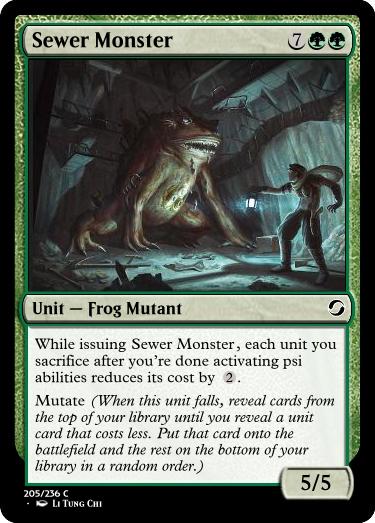 Sewer Monster 7
Unit — Frog Mutant
While issuing Sewer Monster, each unit you
sacrifice after you're done activating psi
abilities reduces its cost by 2.
Mutate (When this unit falls, reveal cards from
the top of your library until you reveal a unit
card that costs less. Put that card onto the
battlefield and the rest on the bottom of your
library in a random order.)
5/5
205/236 C
· Li Tung Chi